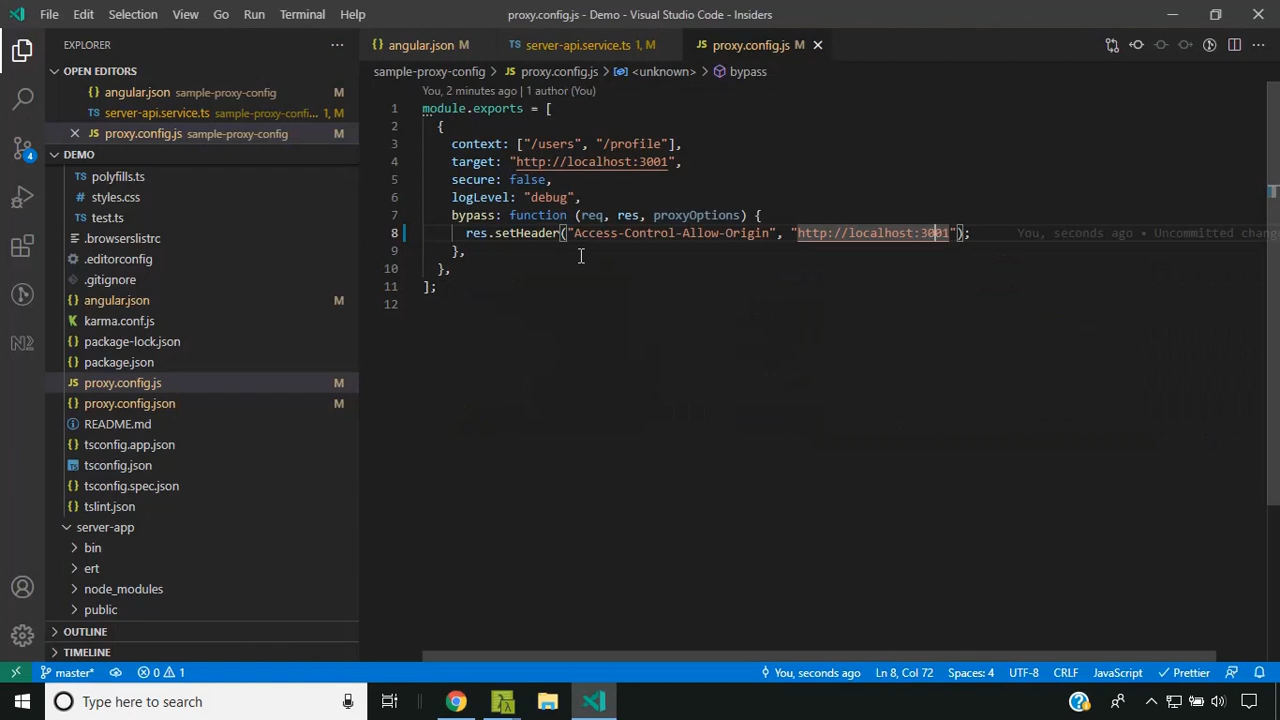 File Edit Selection View Go Run Terminal Help
proxy.config.js - Demo - Visual Studio Code - Insiders
EXPLORER
OPEN EDITORS
angular.json sample-proxy-config M
server-api.service.ts sample-proxy-confi... 1, M
proxy.config.js sample-proxy-config M
DEMO
polyfills.ts
styles.css
test.ts
.browserslistrc
.editorconfig
.gitignore
angular.json M
karma.conf.js
package-lock.json
package.json
proxy.config.js M
proxy.config.json M
README.md
tsconfig.app.json
tsconfig.json
tsconfig.spec.json
tslint.json
server-app
bin
ert
node_modules
public
OUTLINE
TIMELINE
4
N2
angular.json M
TS server-api.service.ts 1, M
JS proxy.config.js M
sample-proxy-config > JS proxy.config.js > <unknown> > bypass
You, 2 minutes ago | 1 author (You)
1 module.exports = [
2 {
3 context: ["/users", "/profile"],
4 target: "http://localhost:3001",
5 secure: false,
6 logLevel: "debug",
7 bypass: function (req, res, proxyOptions) {
8 res.setHeader("Access-Control-Allow-Origin", "http://localhost:3001"); You, seconds ago • Uncommitted change
9 },
10 },
11 ];
12
master* 0 1 You, seconds ago Ln 8, Col 72 Spaces: 4 UTF-8 CRLF JavaScript Prettier
Type here to search